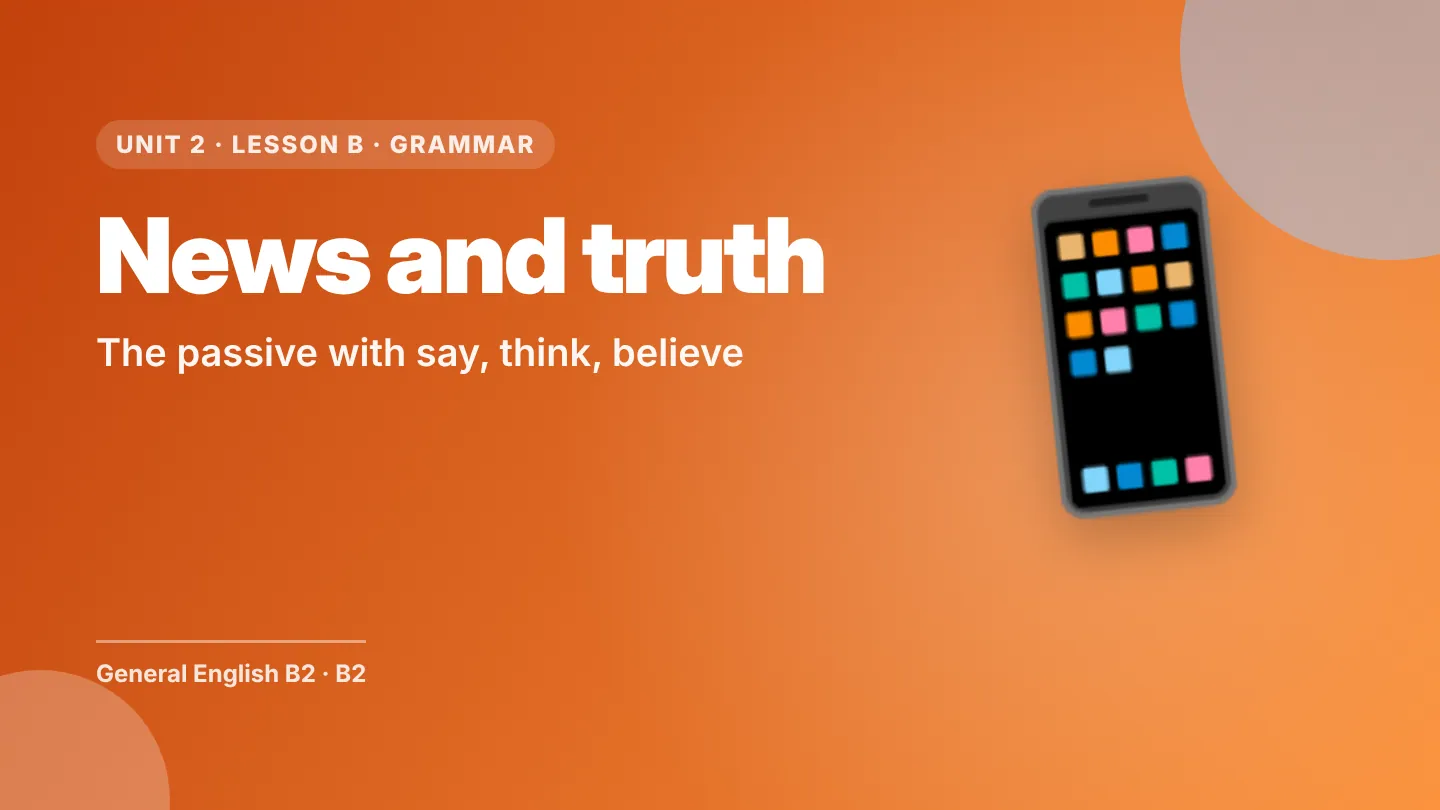 UNIT 2 · LESSON B · GRAMMAR
News and truth
The passive with say, think, believe
General English B2 · B2